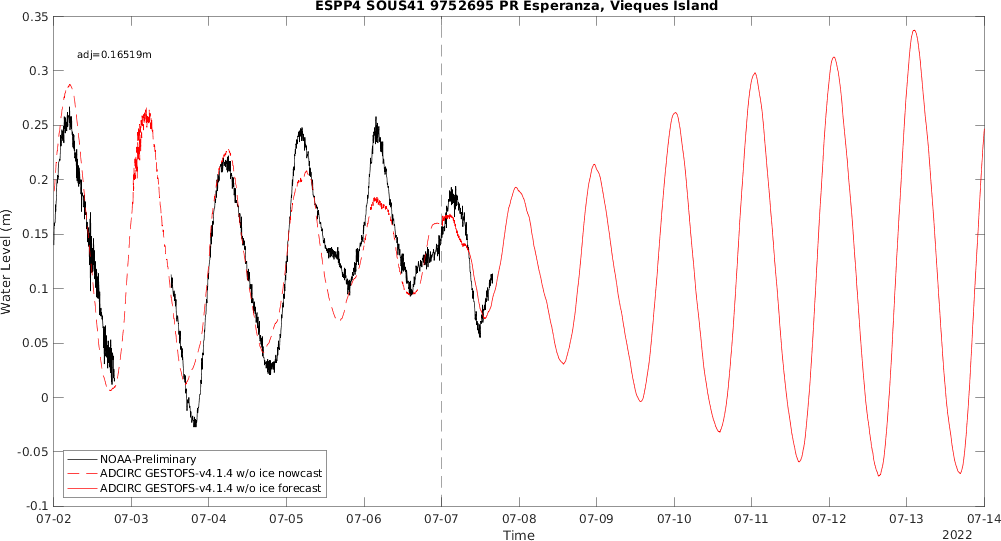 ESPP4 SOUS41 9752695 PR Esperanza, Vieques Island
0.35
adj=0.16519m
0.3
0.25
0.2
0.15
0.1
0.05
0
-0.05
-0.1
Water Level (m)
NOAA-Preliminary
ADCIRC GESTOFS-v4.1.4 w/o ice nowcast
ADCIRC GESTOFS-v4.1.4 w/o ice forecast
07-02 07-03 07-04 07-05 07-06 07-07 07-08 07-09 07-10 07-11 07-12 07-13 07-14
Time
2022